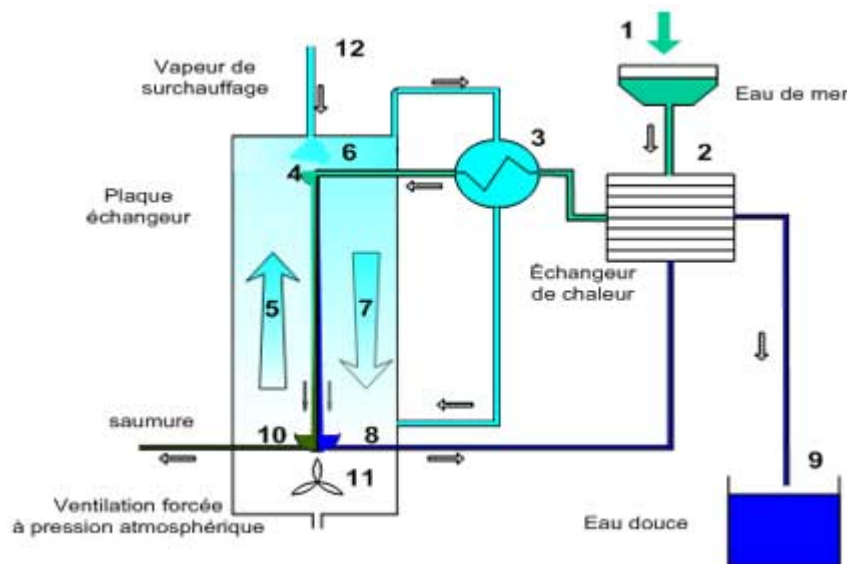 1
12
Vapeur de
surchauffage
Eau de mer
3
2
6
4
Plaque
échangeur
Échangeur
de chaleur
5
7
saumure
10
8
9
11
Ventilation forcée
à pression atmosphérique
Eau douce